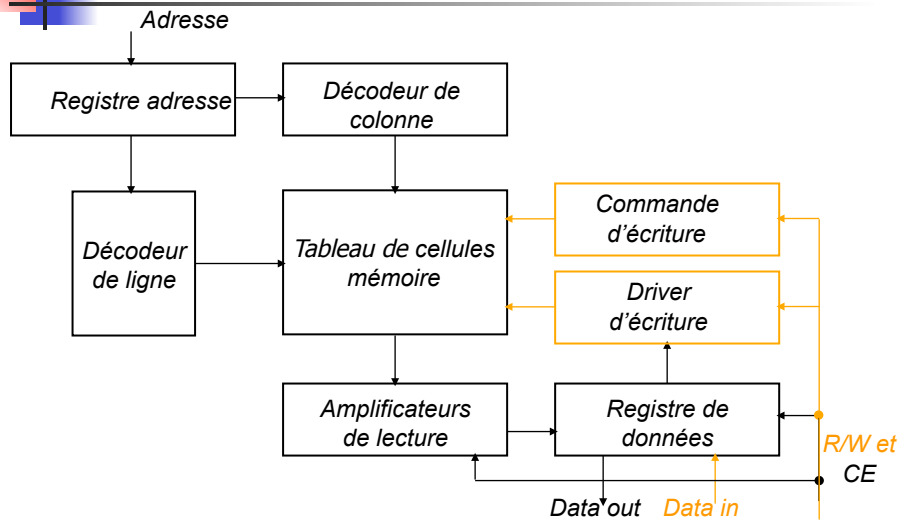 Adresse
Registre adresse
Décodeur de
colonne
Décodeur
de ligne
Tableau de cellules
mémoire
Commande
d'écriture
Driver
d'écriture
Amplificateurs
de lecture
Registre de
données
R/W et
CE
Data out
Data in